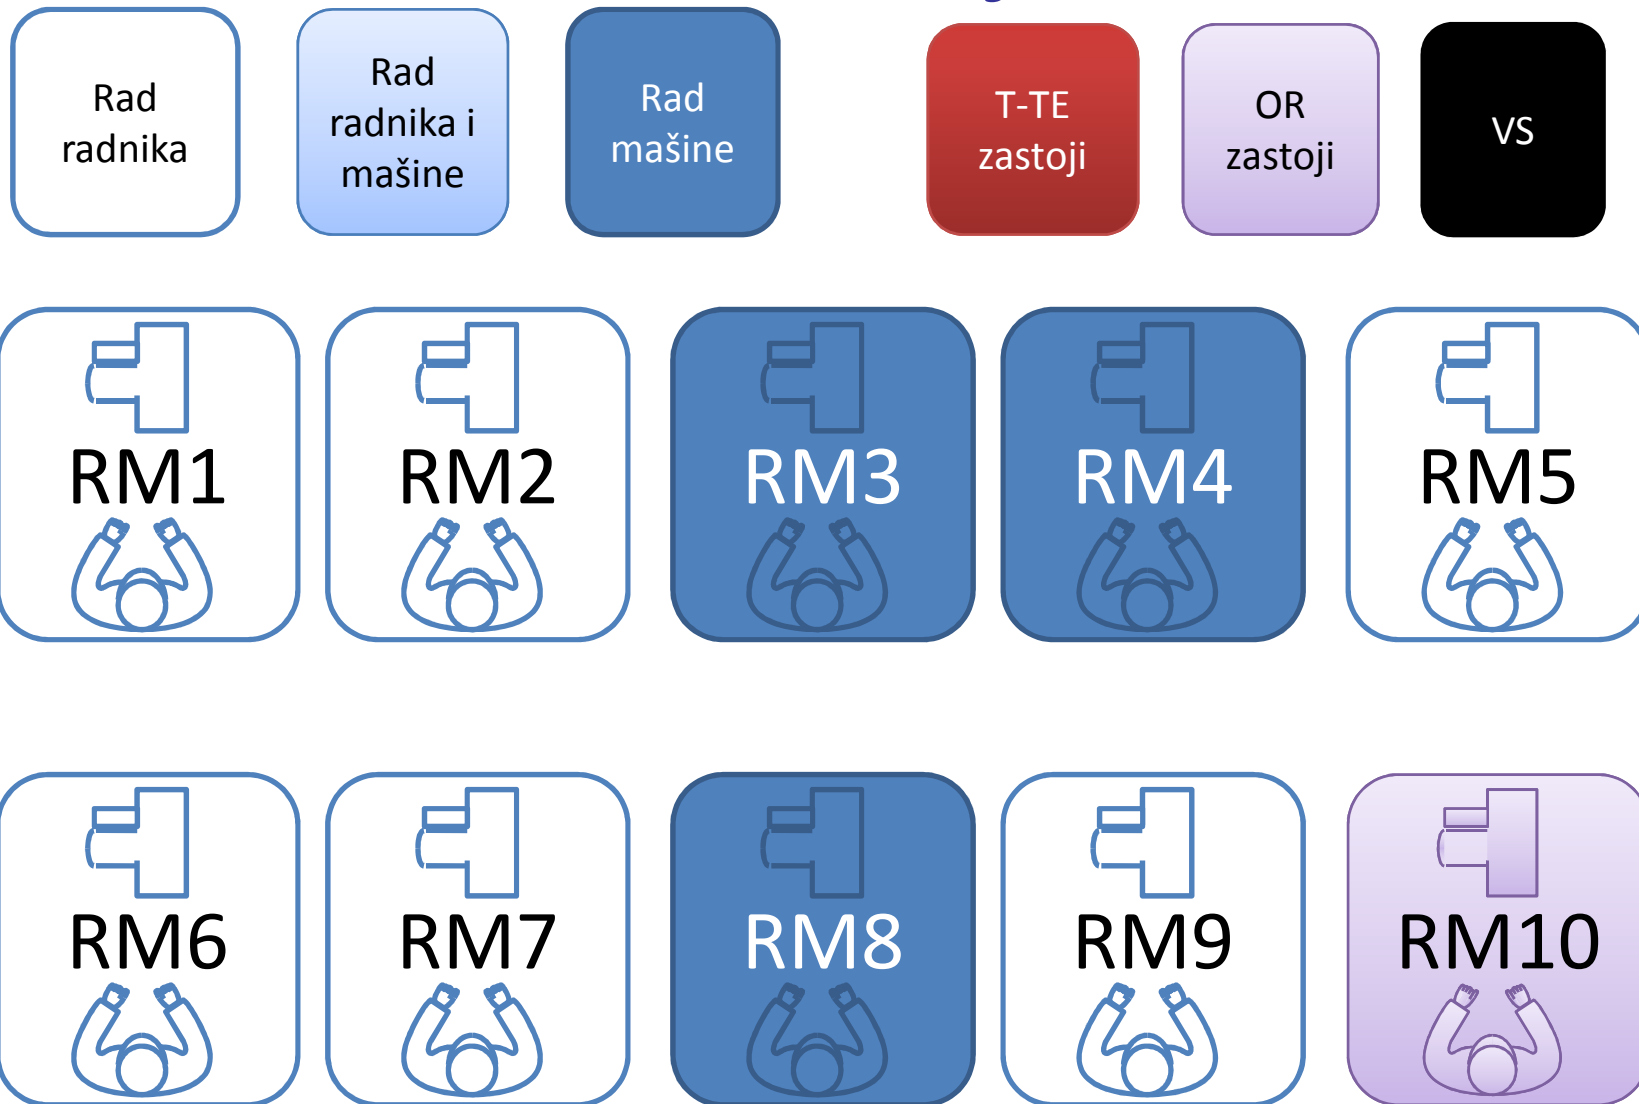 Rad
radnika
Rad
radnika i
mašine
Rad
mašine
T-TE
zastoji
OR
zastoji
VS
RM1
RM2
RM3
RM4
RM5
RM6
RM7
RM8
RM9
RM10